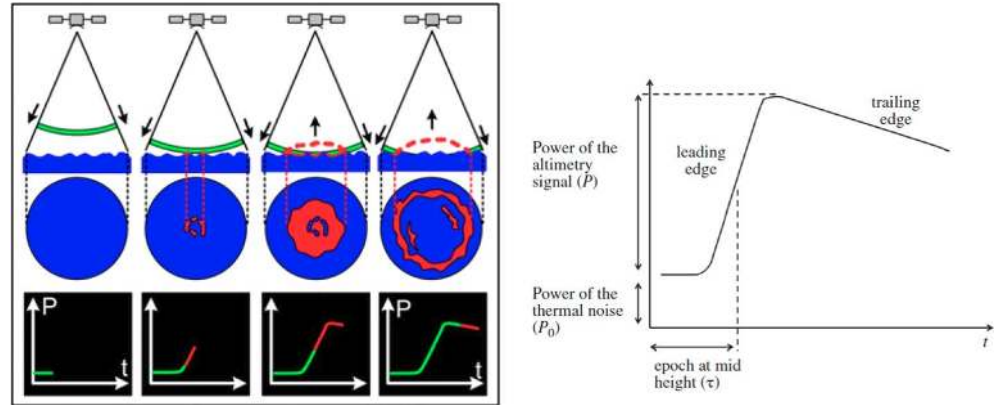 P
t
P
t
Power of the
altimetry
signal (P)
leading
edge
trailing
edge
Power of the
thermal noise
(P0)
t
epoch at mid
height (τ)